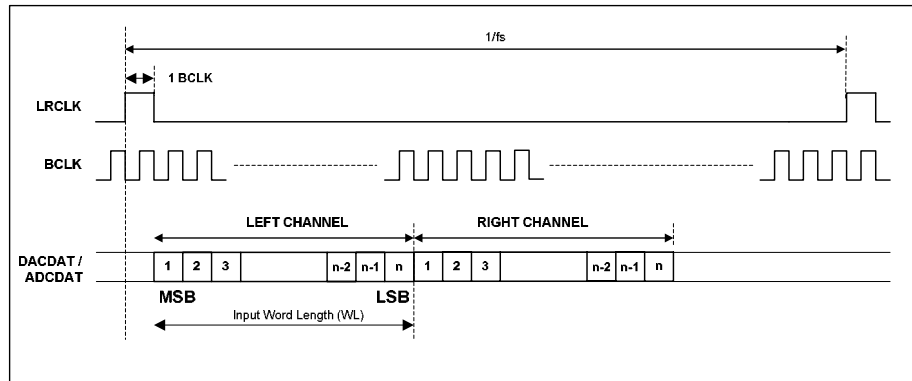 1/fs
1 BCLK
LRCLK
BCLK
LEFT CHANNEL RIGHT CHANNEL
DACDAT /
ADCDAT
1 2 3 n-2 n-1 n 1 2 3 n-2 n-1 n
MSB LSB
Input Word Length (WL)